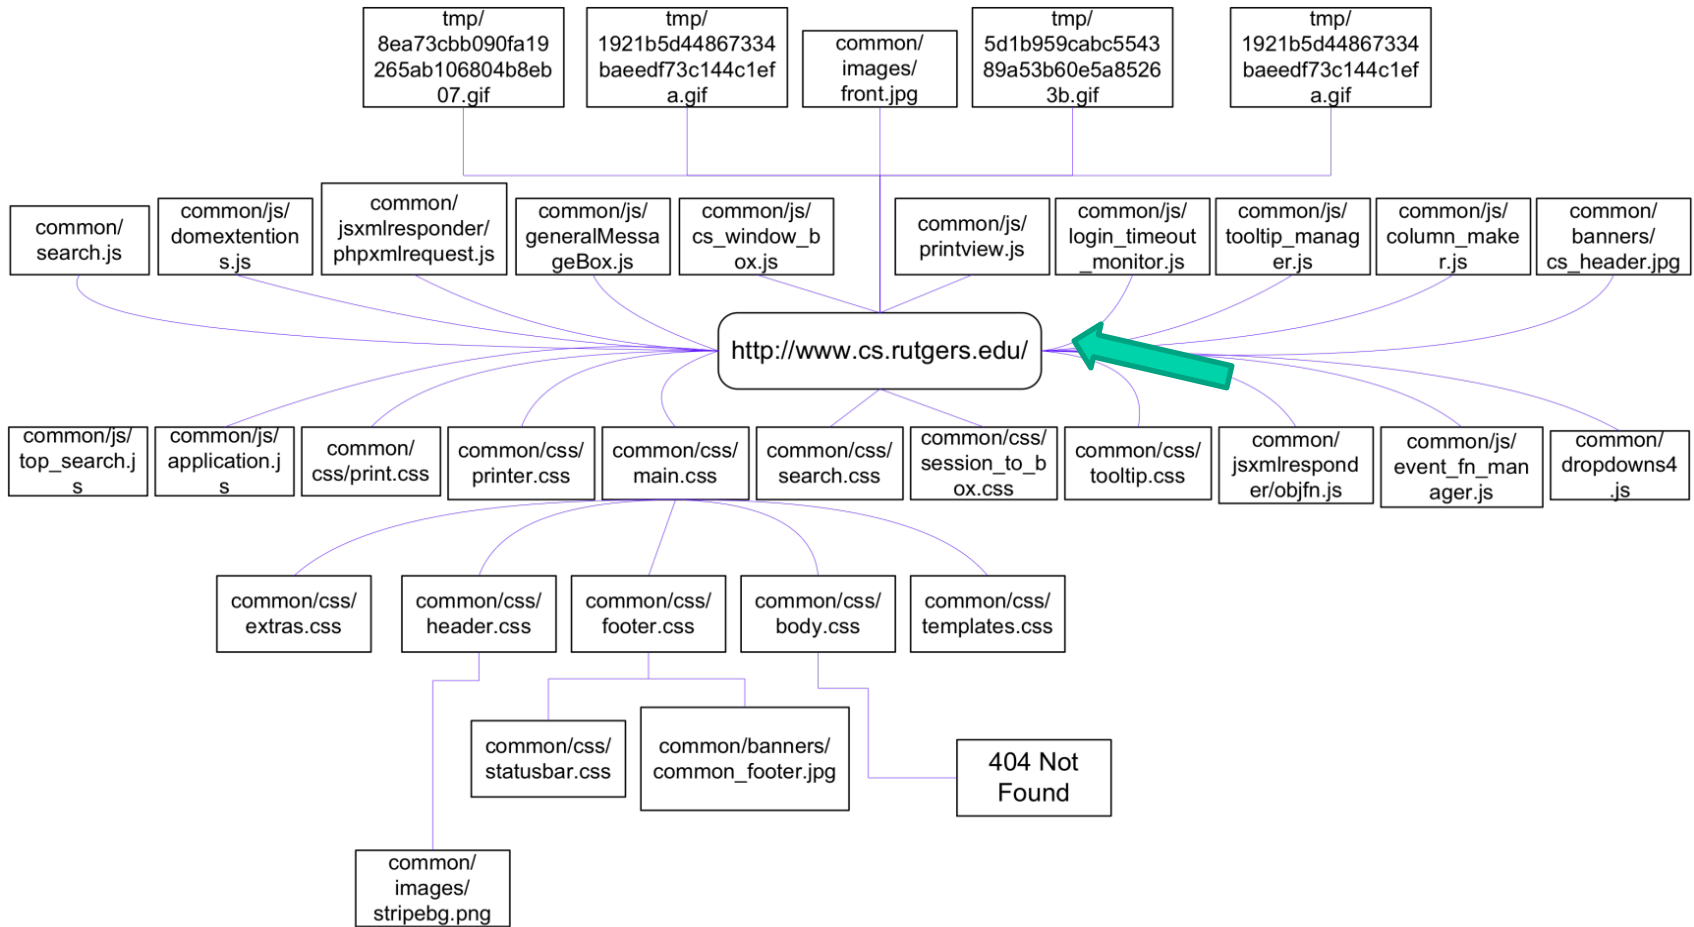 tmp/
8ea73cbb090fa19
265ab106804b8eb
07.gif
tmp/
1921b5d44867334
baeedf73c144c1ef
a.gif
common/
images/
front.jpg
tmp/
5d1b959cabc5543
89a53b60e5a8526
3b.gif
tmp/
1921b5d44867334
baeedf73c144c1ef
a.gif
common/
search.js
common/js/
domextention
s.js
common/
jsxmlresponder/
phpxmlrequest.js
common/js/
generalMessa
geBox.js
common/js/
cs_window_b
ox.js
common/js/
printview.js
common/js/
login_timeout
_monitor.js
common/js/
tooltip_manag
er.js
common/js/
column_make
r.js
common/
banners/
cs_header.jpg
http://www.cs.rutgers.edu/
common/js/
top_search.j
s
common/js/
application.j
s
common/
css/print.css
common/css/
printer.css
common/css/
main.css
common/css/
search.css
common/css/
session_to_b
ox.css
common/css/
tooltip.css
common/
jsxmlrespond
er/objfn.js
common/js/
event_fn_man
ager.js
common/
dropdowns4
.js
common/css/
extras.css
common/css/
header.css
common/css/
footer.css
common/css/
body.css
common/css/
templates.css
common/css/
statusbar.css
common/banners/
common_footer.jpg
404 Not
Found
common/
images/
stripebg.png